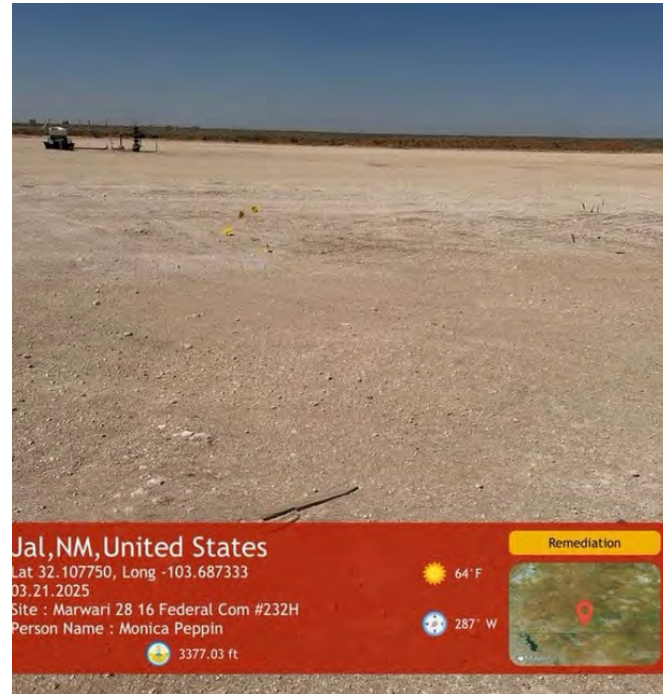 Jal,NM,United States
Lat 32.107750, Long -103.687333
03.21.2025
Site : Marwari 28 16 Federal Com #232H
Person Name : Monica Peppin
3377.03 ft
64°F
287° W
Remediation